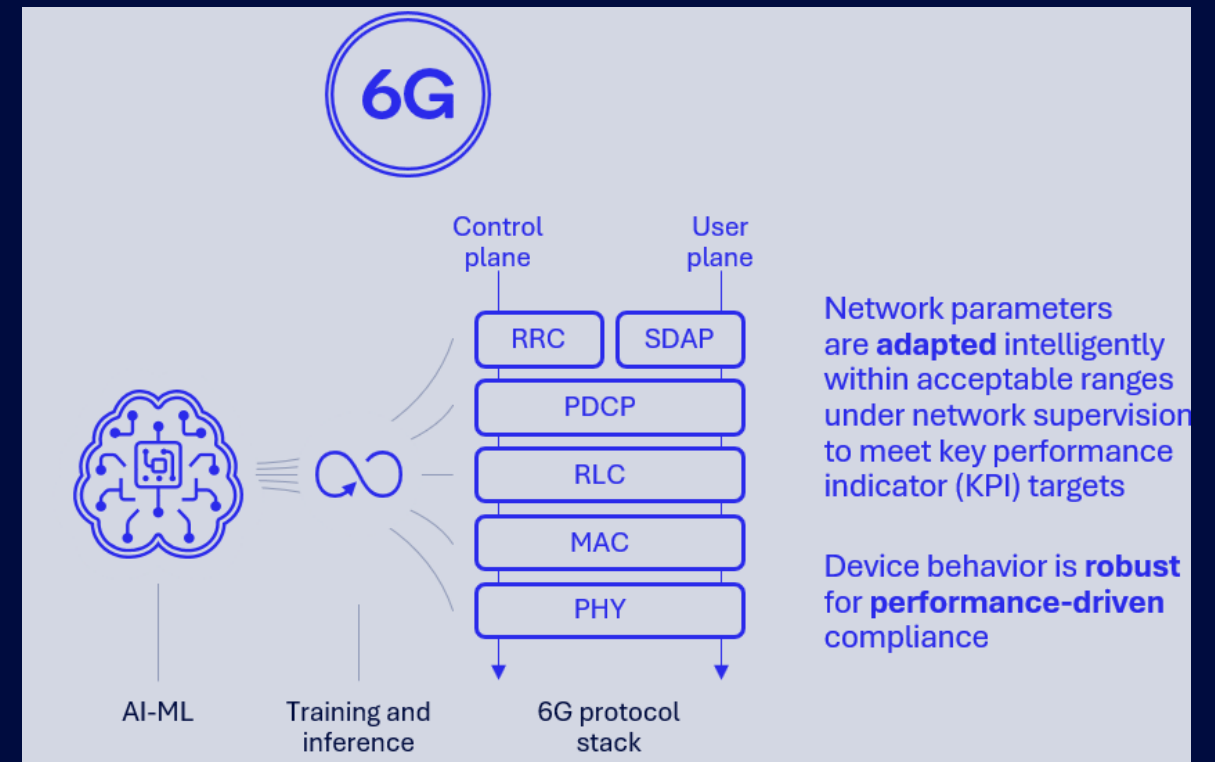 6G
Control
plane
User
plane
RRC
SDAP
PDCP
RLC
MAC
PHY
AI-ML
Training and
inference
6G protocol
stack
Network parameters
are adapted intelligently
within acceptable ranges
under network supervision
to meet key performance
indicator (KPI) targets
Device behavior is robust
for performance-driven
compliance